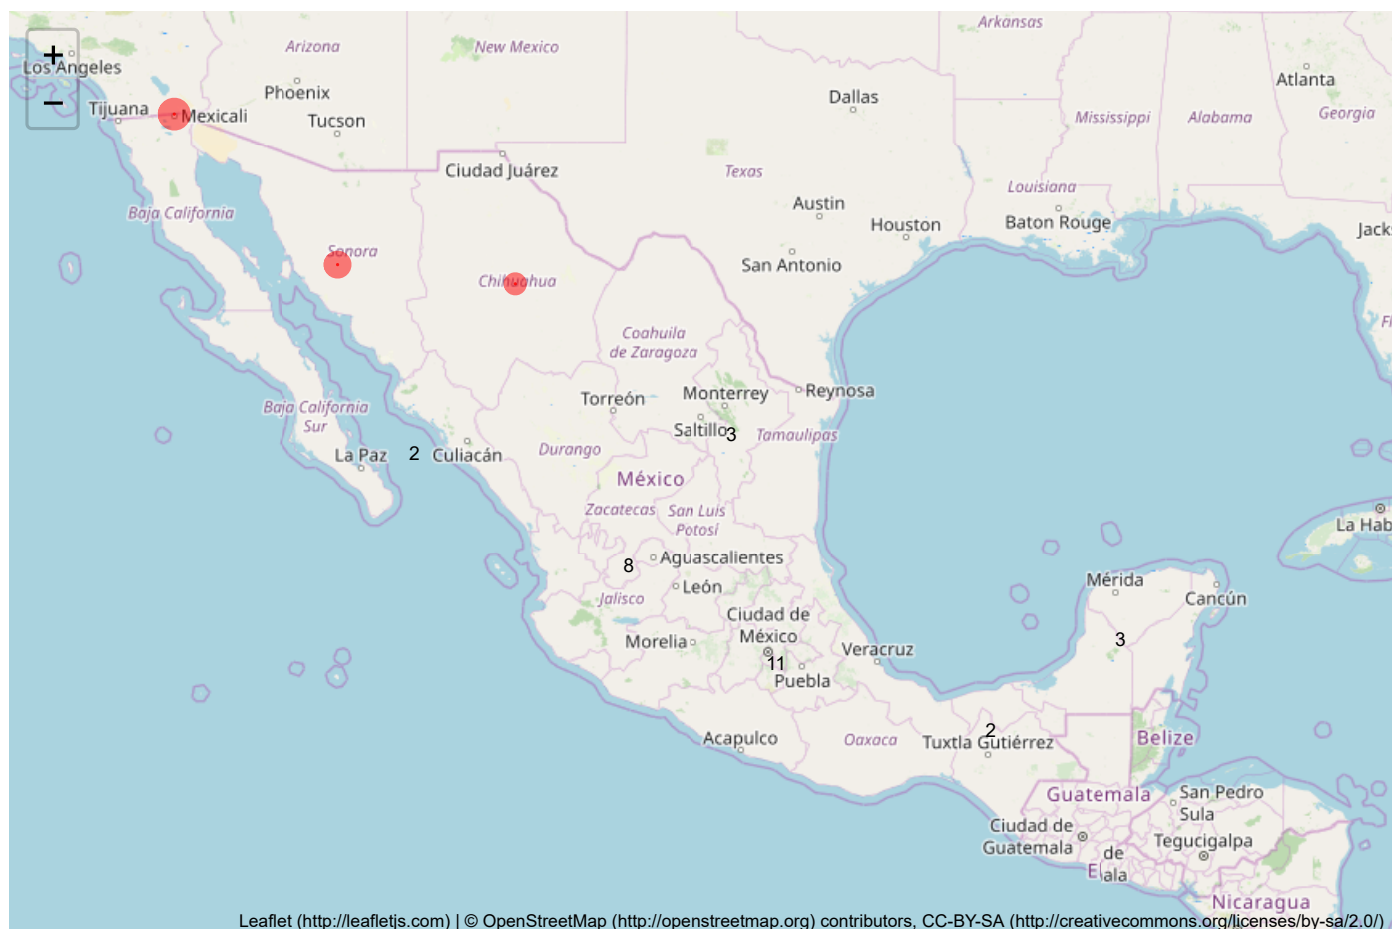 Arkansas
+
Arizona
New Mexico
Los Angeles
Atlanta
Phoenix
Dallas
−
Tijuana
Mexicali
Tucson
Mississippi
Alabama
Georgia
Ciudad Juárez
Texas
Louisiana
Baja California
Austin
Baton Rouge
Houston
Jacks
Sonora
San Antonio
Chihuahua
Fl
Coahuila
de Zaragoza
Monterrey
Reynosa
Torreón
Baja California
Sur
Saltillo
3
Tamaulipas
Durango
La Paz
2
Culiacán
México
Zacatecas
San Luis
Potosí
La Hab
Aguascalientes
8
León
Mérida
Cancún
Jalisco
Ciudad de
México
Morelia
3
Veracruz
11
Puebla
2
Acapulco
Oaxaca
Tuxtla Gutiérrez
Belize
Guatemala
San Pedro
Sula
Ciudad de
Guatemala
Tegucigalpa
de
E
ala
Nicaragua
Leaflet (http://leafletjs.com) | © OpenStreetMap (http://openstreetmap.org) contributors, CC-BY-SA (http://creativecommons.org/licenses/by-sa/2.0/)